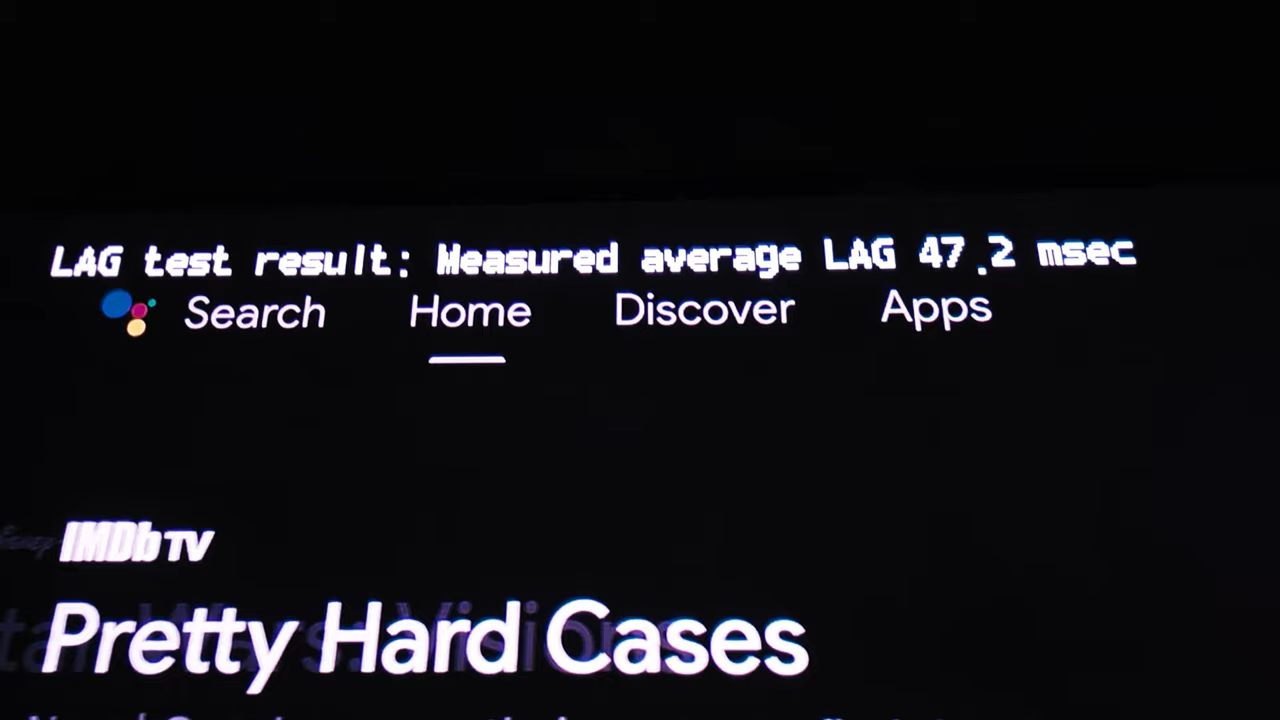 LAG test result: Measured average LAG 47.2 msec
Search Home Discover Apps
IMDb TV
Pretty Hard Cases